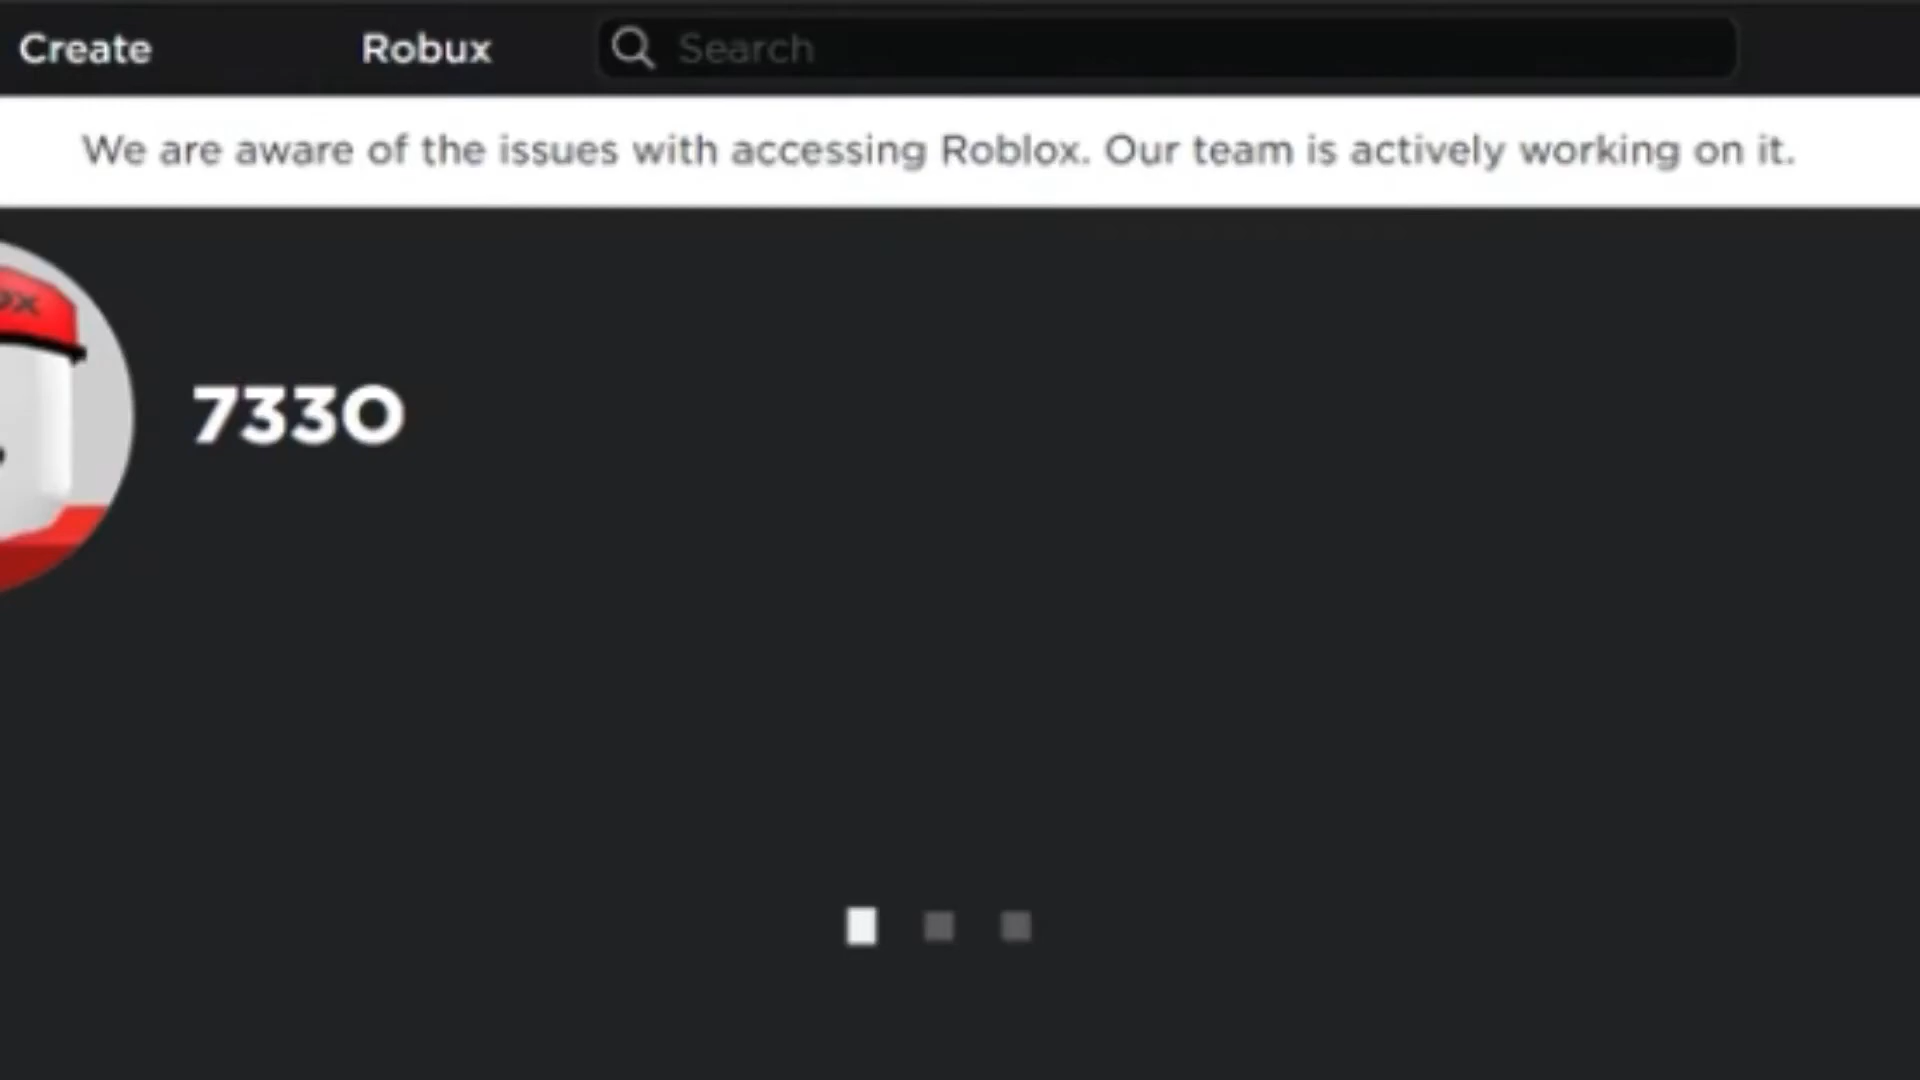 Create Robux Search
We are aware of the issues with accessing Roblox. Our team is actively working on it.
ox
7330